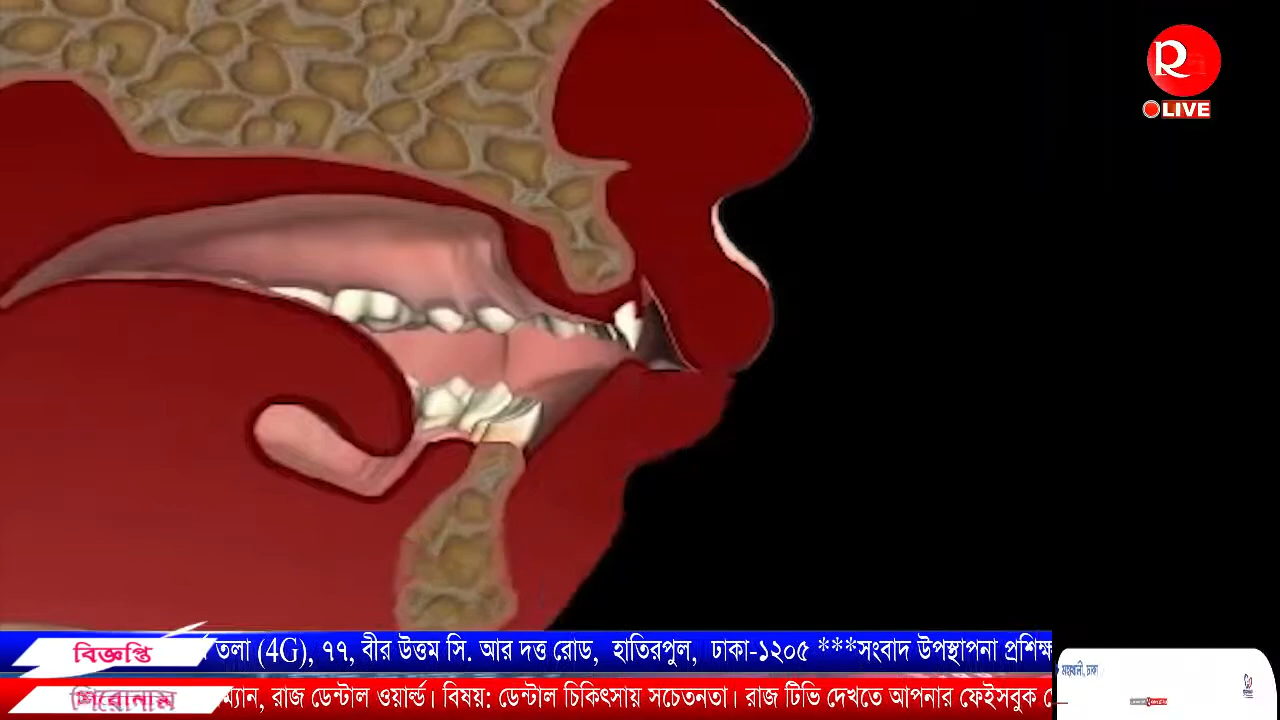 R
LIVE
বিজ্ঞপ্তি
তলা (4G), ৭৭, বীর উত্তম সি. আর দত্ত রোড, হাতিরপুল, ঢাকা-১২০৫ ***সংবাদ উপস্থাপনা প্রশিক্ষ
শিরোনাম
ম্যান, রাজ ডেন্টাল ওয়ার্ল্ড। বিষয়: ডেন্টাল চিকিৎসায় সচেতনতা। রাজ টিভি দেখতে আপনার ফেইসবুক
মহাখালী, ঢাকা